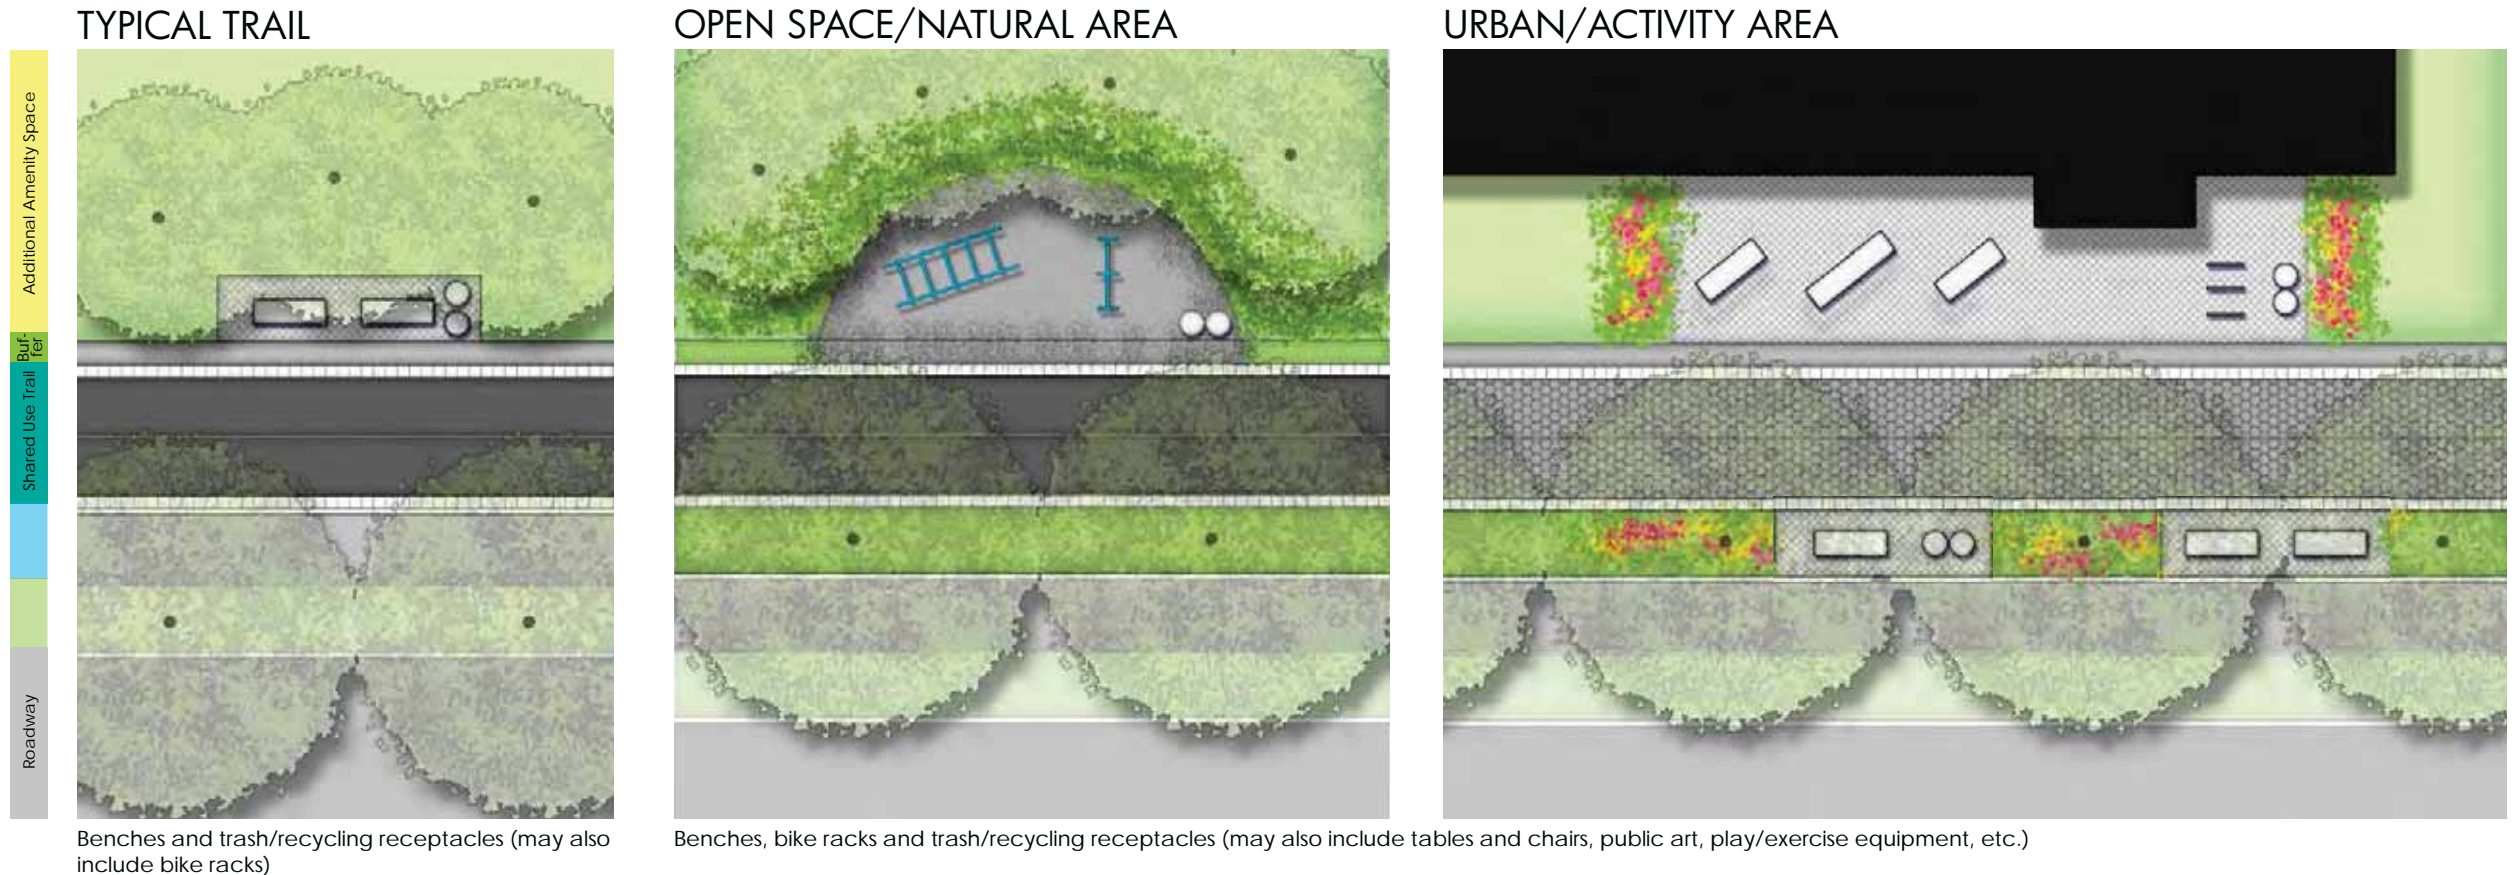 TYPICAL TRAIL
OPEN SPACE/NATURAL AREA
URBAN/ACTIVITY AREA
Additional Amenity Space
Buf-
fer
Shared Use Trail
Roadway
Benches and trash/recycling receptacles (may also
include bike racks)
Benches, bike racks and trash/recycling receptacles (may also include tables and chairs, public art, play/exercise equipment, etc.)